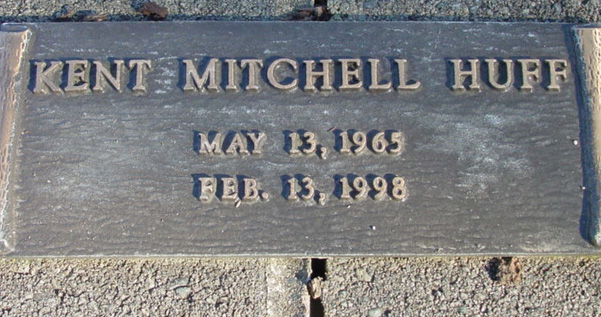 KENT MITCHELL HUFF
MAY 13, 1965
FEB. 13, 1998